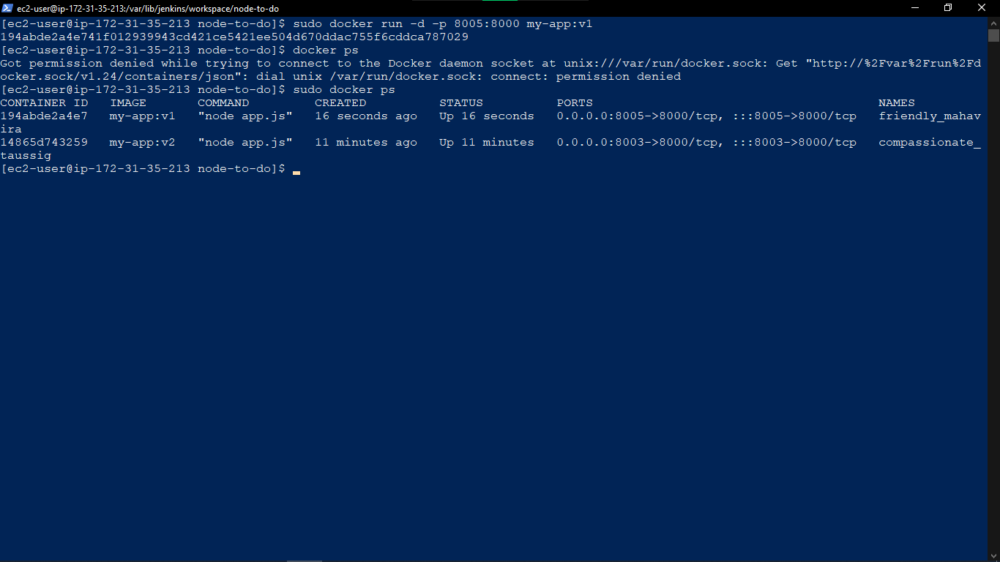 ec2-user@ip-172-31-35-213:/var/lib/jenkins/workspace/node-to-do
[ec2-user@ip-172-31-35-213 node-to-do]$ sudo docker run -d -p 8005:8000 my-app:v1
194abde2a4e741f012939943cd421ce5421ee504d670ddac755f6cddca787029
[ec2-user@ip-172-31-35-213 node-to-do]$ docker ps
Got permission denied while trying to connect to the Docker daemon socket at unix:///var/run/docker.sock: Get "http://%2Fvar%2Frun%2Fd
ocker.sock/v1.24/containers/json": dial unix /var/run/docker.sock: connect: permission denied
[ec2-user@ip-172-31-35-213 node-to-do]$ sudo docker ps
CONTAINER ID   IMAGE       COMMAND         CREATED          STATUS          PORTS                                       NAMES
194abde2a4e7   my-app:v1   "node app.js"   16 seconds ago   Up 16 seconds   0.0.0.0:8005->8000/tcp, :::8005->8000/tcp   friendly_mahav
ira
14865d743259   my-app:v2   "node app.js"   11 minutes ago   Up 11 minutes   0.0.0.0:8003->8000/tcp, :::8003->8000/tcp   compassionate_
taussig
[ec2-user@ip-172-31-35-213 node-to-do]$